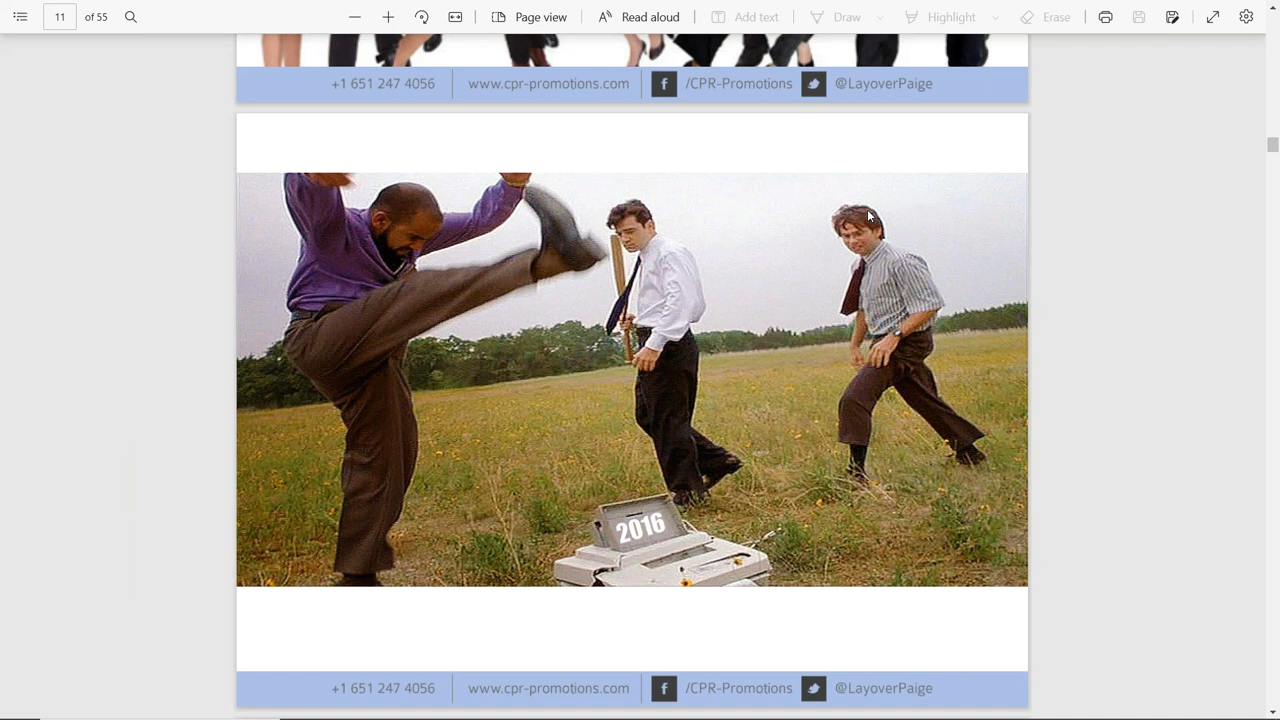 11 of 55 Page view Read aloud Add text Draw Highlight Erase
+1 651 247 4056 www.cpr-promotions.com f /CPR-Promotions @LayoverPaige
2016
+1 651 247 4056 www.cpr-promotions.com f /CPR-Promotions @LayoverPaige